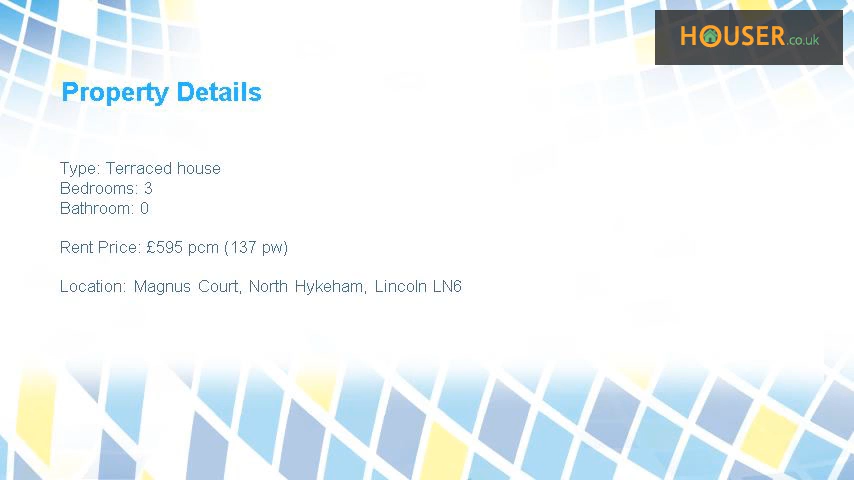 HOUSER.co.uk
Property Details
Type: Terraced house
Bedrooms: 3
Bathroom: 0
Rent Price: £595 pcm (137 pw)
Location: Magnus Court, North Hykeham, Lincoln LN6